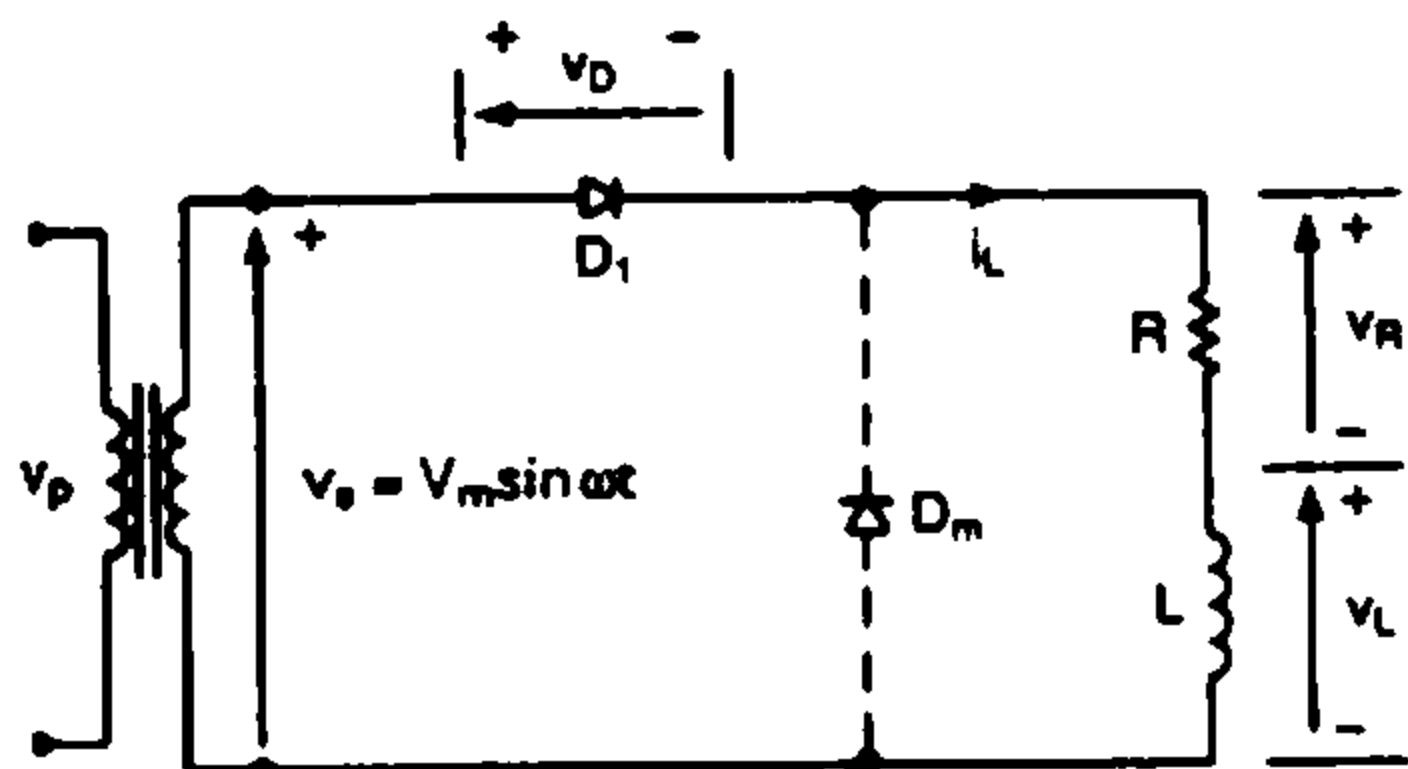 + −
v_D
+
D₁
i_L
+
R
v_R
−
v_p
v_s = V_m sin ωt
D_m
+
L
v_L
−